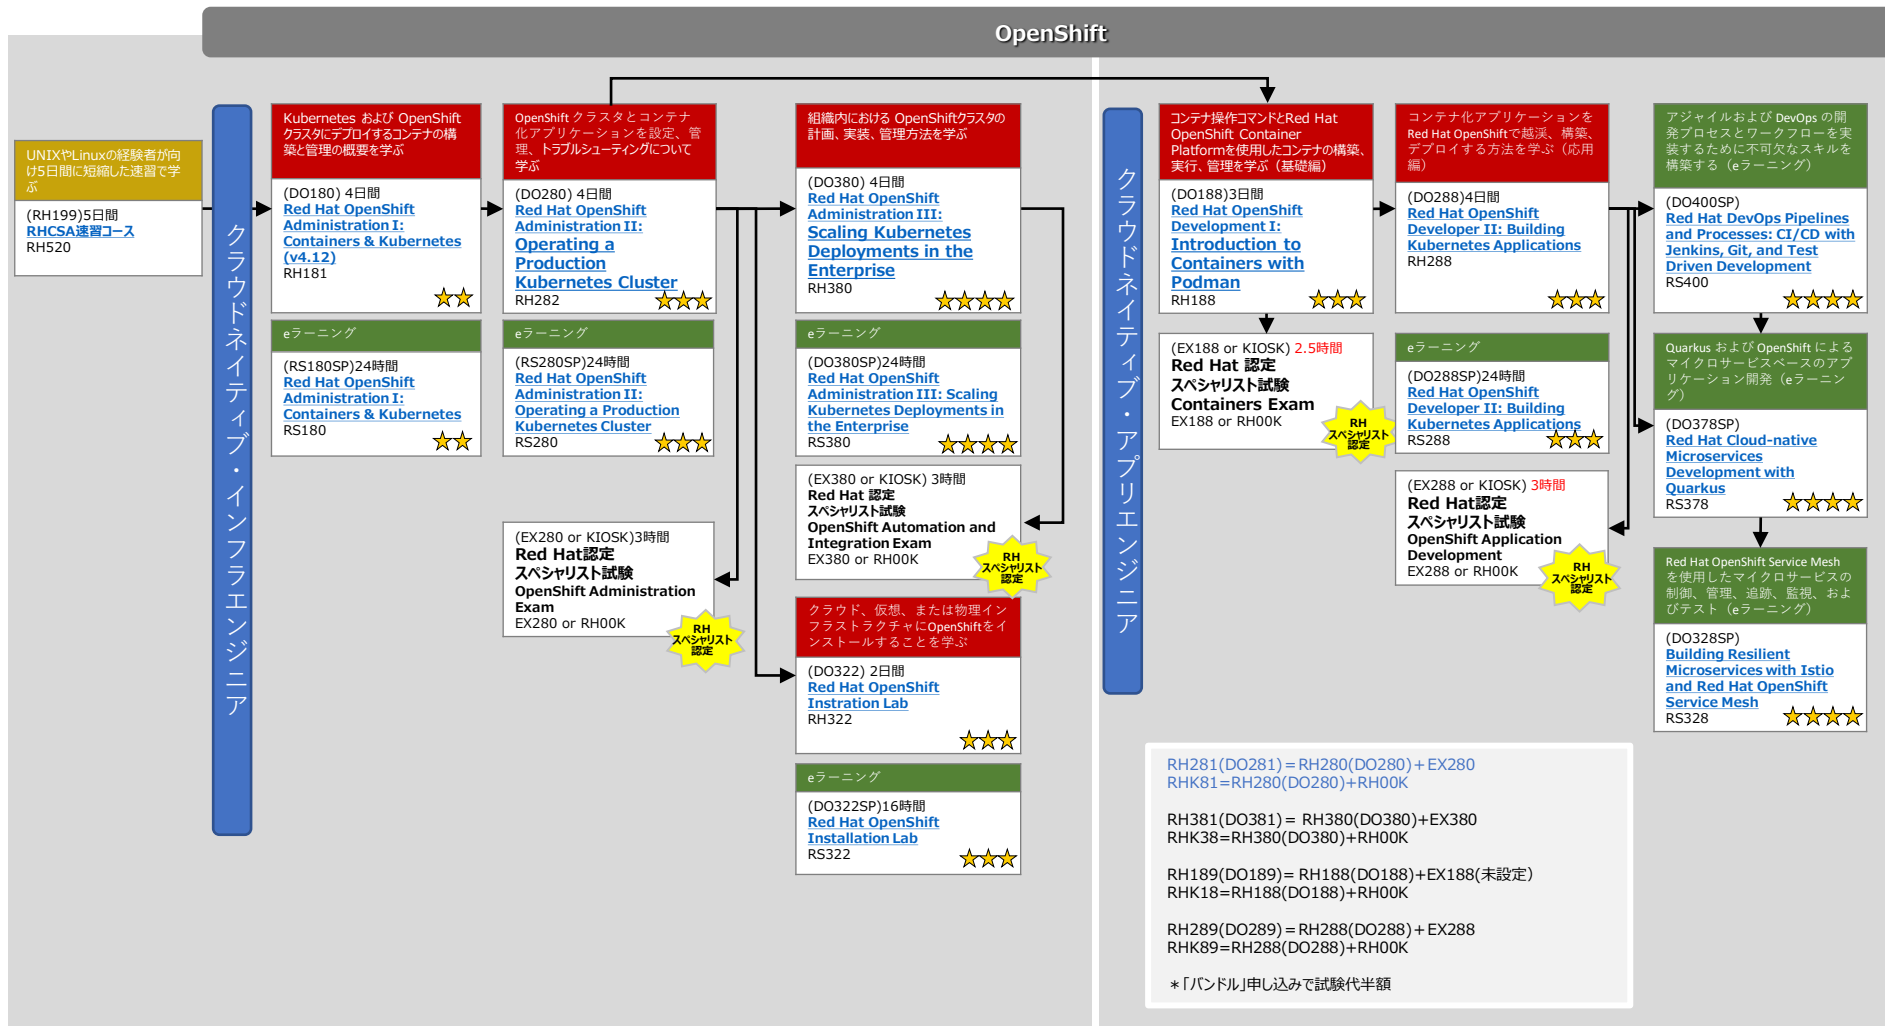 OpenShift
UNIXやLinuxの経験者が向
け5日間に短縮した速習で学
ぶ
(RH199)5日間
RHCSA速習コース
RH520
クラウドネイティブ・インフラエンジニア
Kubernetes および OpenShift
クラスタにデプロイするコンテナの構
築と管理の概要を学ぶ
(DO180) 4日間
Red Hat OpenShift
Administration I:
Containers & Kubernetes
(v4.12)
RH181
eラーニング
(RS180SP)24時間
Red Hat OpenShift
Administration I:
Containers & Kubernetes
RS180
OpenShift クラスタとコンテナ
化アプリケーションを設定、管
理、トラブルシューティングについて
学ぶ
(DO280) 4日間
Red Hat OpenShift
Administration II:
Operating a
Production
Kubernetes Cluster
RH282
eラーニング
(RS280SP)24時間
Red Hat OpenShift
Administration II:
Operating a Production
Kubernetes Cluster
RS280
(EX280 or KIOSK)3時間
Red Hat認定
スペシャリスト試験
OpenShift Administration
Exam
EX280 or RH00K
RH
スペシャリスト
認定
組織内における OpenShiftクラスタの
計画、実装、管理方法を学ぶ
(DO380) 4日間
Red Hat OpenShift
Administration III:
Scaling Kubernetes
Deployments in the
Enterprise
RH380
eラーニング
(DO380SP)24時間
Red Hat OpenShift
Administration III: Scaling
Kubernetes Deployments in
the Enterprise
RS380
(EX380 or KIOSK) 3時間
Red Hat 認定
スペシャリスト試験
OpenShift Automation and
Integration Exam
EX380 or RH00K
RH
スペシャリスト
認定
クラウド、仮想、または物理イン
フラストラクチャにOpenShiftをイ
ンストールすることを学ぶ
(DO322) 2日間
Red Hat OpenShift
Instration Lab
RH322
eラーニング
(DO322SP)16時間
Red Hat OpenShift
Installation Lab
RS322
クラウドネイティブ・アプリエンジニア
コンテナ操作コマンドとRed Hat
OpenShift Container
Platformを使用したコンテナの構築、
実行、管理を学ぶ（基礎編）
(DO188)3日間
Red Hat OpenShift
Development I:
Introduction to
Containers with
Podman
RH188
(EX188 or KIOSK) 2.5時間
Red Hat 認定
スペシャリスト試験
Containers Exam
EX188 or RH00K
RH
スペシャリスト
認定
コンテナ化アプリケーションを
Red Hat OpenShiftで越渓、構築、
デプロイする方法を学ぶ（応用
編）
(DO288)4日間
Red Hat OpenShift
Developer II: Building
Kubernetes Applications
RH288
eラーニング
(DO288SP)24時間
Red Hat OpenShift
Developer II: Building
Kubernetes Applications
RS288
(EX288 or KIOSK) 3時間
Red Hat認定
スペシャリスト試験
OpenShift Application
Development
EX288 or RH00K
RH
スペシャリスト
認定
アジャイルおよび DevOps の開
発プロセスとワークフローを実
装するために不可欠なスキルを
構築する（eラーニング）
(DO400SP)
Red Hat DevOps Pipelines
and Processes: CI/CD with
Jenkins, Git, and Test
Driven Development
RS400
Quarkus および OpenShift による
マイクロサービスベースのアプ
リケーション開発（eラーニン
グ）
(DO378SP)
Red Hat Cloud-native
Microservices
Development with
Quarkus
RS378
Red Hat OpenShift Service Mesh
を使用したマイクロサービスの
制御、管理、追跡、監視、およ
びテスト（eラーニング）
(DO328SP)
Building Resilient
Microservices with Istio
and Red Hat OpenShift
Service Mesh
RS328
RH281(DO281)＝RH280(DO280)＋EX280
RHK81=RH280(DO280)+RH00K
RH381(DO381)＝ RH380(DO380)+EX380
RHK38=RH380(DO380)+RH00K
RH189(DO189)= RH188(DO188)+EX188(未設定）
RHK18=RH188(DO188)+RH00K
RH289(DO289)＝RH288(DO288)＋EX288
RHK89=RH288(DO288)+RH00K
＊「バンドル」申し込みで試験代半額